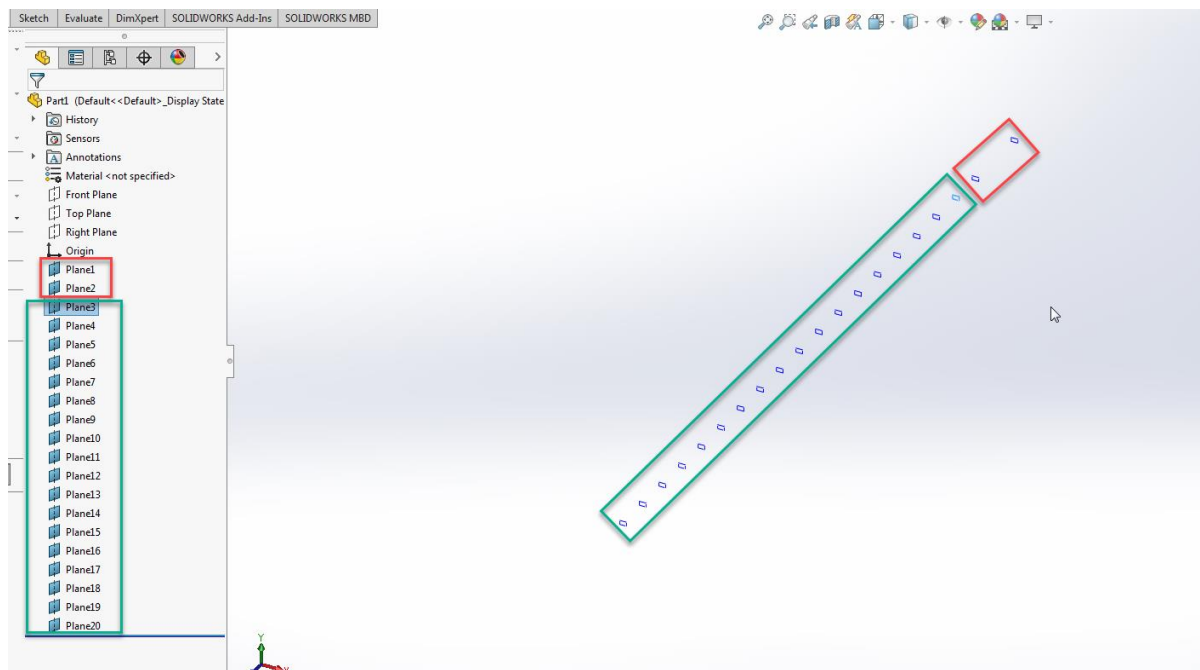 Sketch Evaluate DimXpert SOLIDWORKS Add-Ins SOLIDWORKS MBD
Part1 (Default<<Default>_Display State
History
Sensors
Annotations
Material <not specified>
Front Plane
Top Plane
Right Plane
Origin
Plane1
Plane2
Plane3
Plane4
Plane5
Plane6
Plane7
Plane8
Plane9
Plane10
Plane11
Plane12
Plane13
Plane14
Plane15
Plane16
Plane17
Plane18
Plane19
Plane20
Y
X